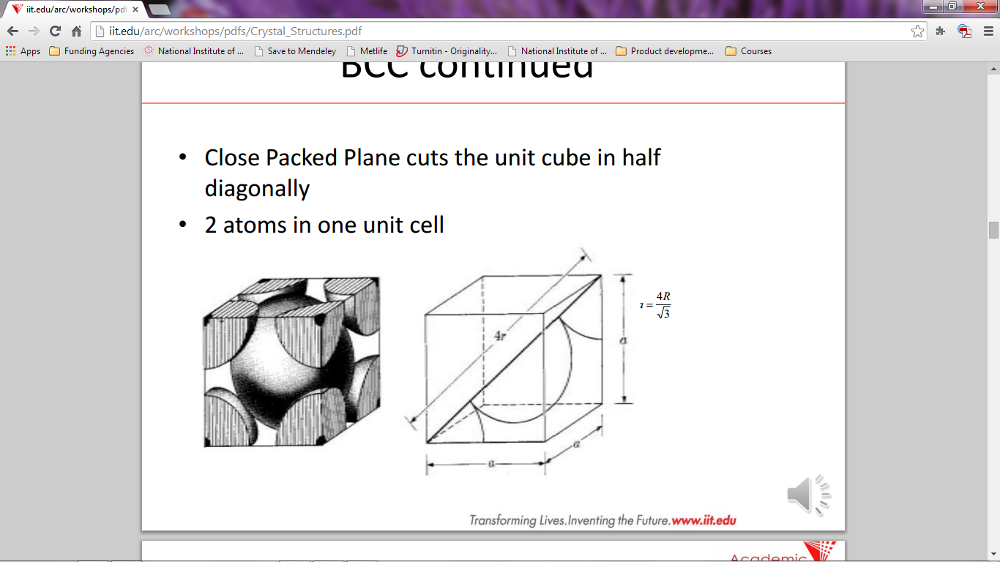 iit.edu/arc/workshops/pdf
iit.edu/arc/workshops/pdfs/Crystal_Structures.pdf
Apps Funding Agencies National Institute of ... Save to Mendeley Metlife Turnitin - Originality... National Institute of ... Product developme... Courses
BCC continued
• Close Packed Plane cuts the unit cube in half
diagonally
• 2 atoms in one unit cell
4r
a
a
a
= 4R/√3
Transforming Lives.Inventing the Future.www.iit.edu
Academic